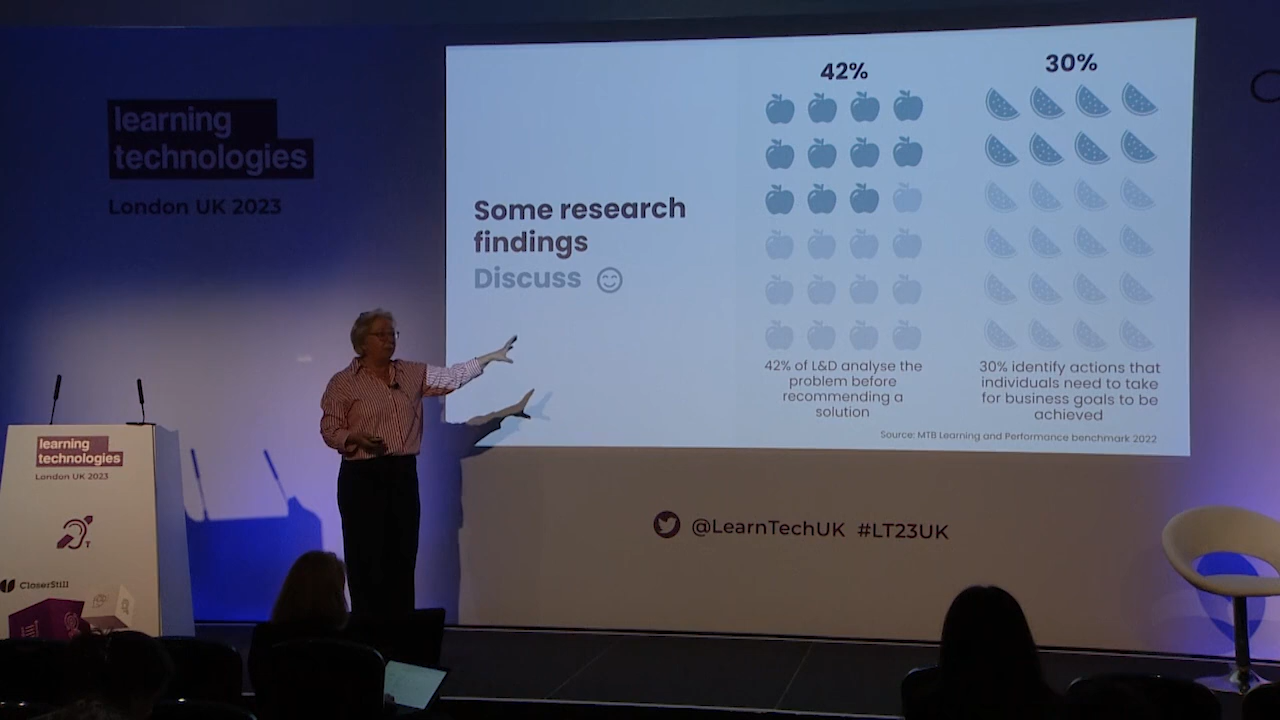 learning
technologies
London UK 2023
Some research
findings
Discuss
42%
42% of L&D analyse the
problem before
recommending a
solution
30%
30% identify actions that
individuals need to take
for business goals to be
achieved
Source: MTB Learning and Performance benchmark 2022
@LearnTechUK #LT23UK
learning
technologies
London UK 2023
T
CloserStill